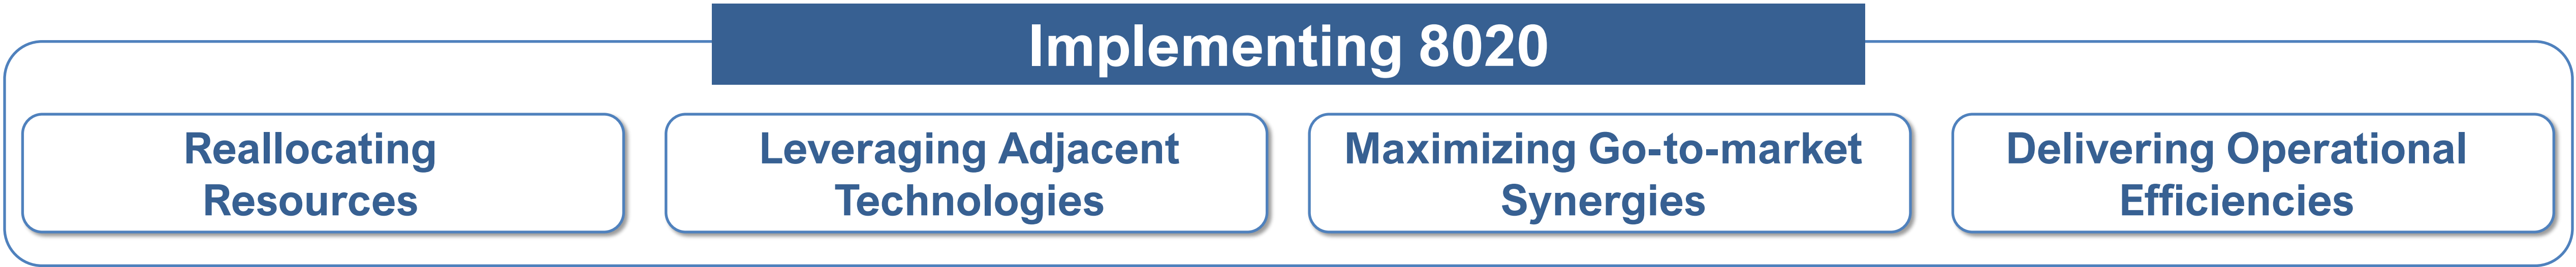 Implementing 8020
Reallocating
Resources
Leveraging Adjacent
Technologies
Maximizing Go-to-market
Synergies
Delivering Operational
Efficiencies